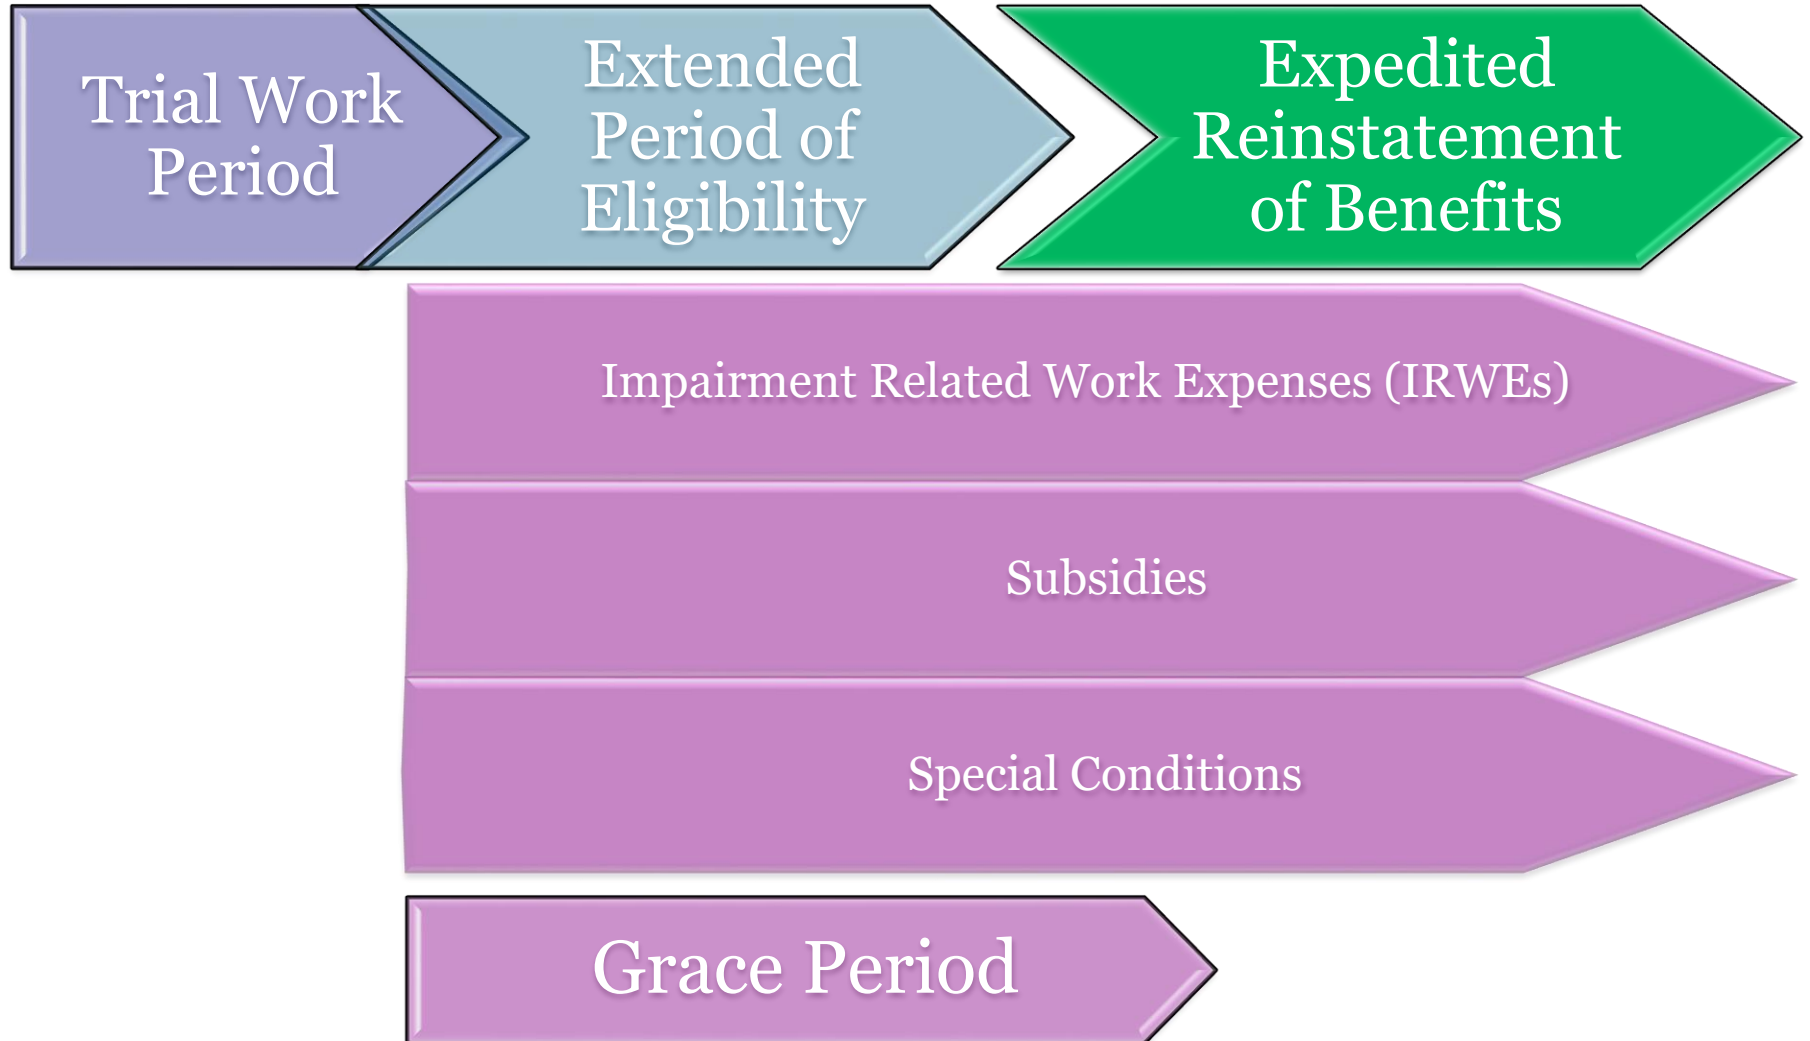 Trial Work
Period
Extended
Period of
Eligibility
Expedited
Reinstatement
of Benefits
Impairment Related Work Expenses (IRWEs)
Subsidies
Special Conditions
Grace Period